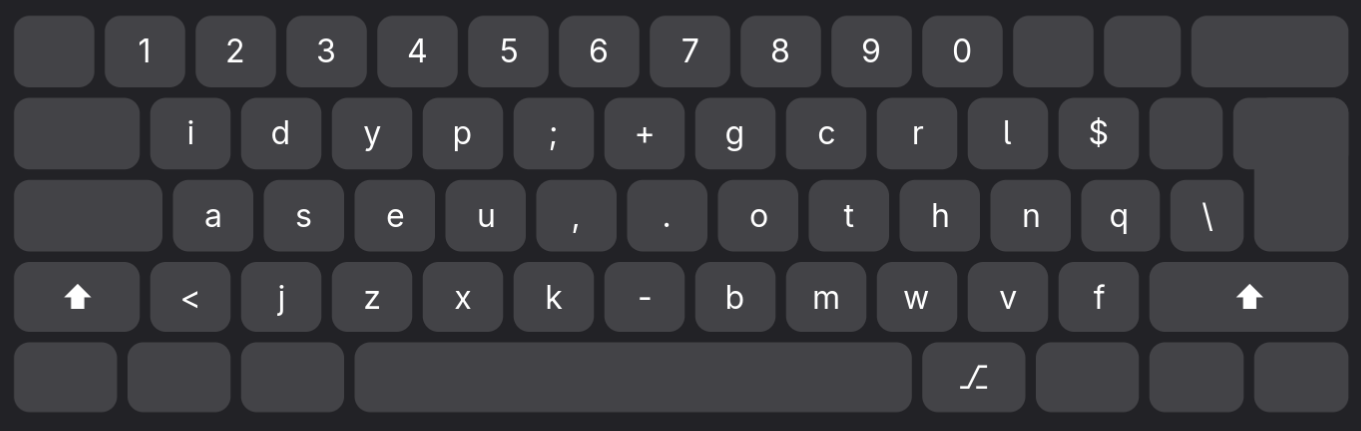 1 2 3 4 5 6 7 8 9 0
i d y p ; + g c r l $
a s e u , . o t h n q \
⬆ < j z x k - b m w v f ⬆
⌥